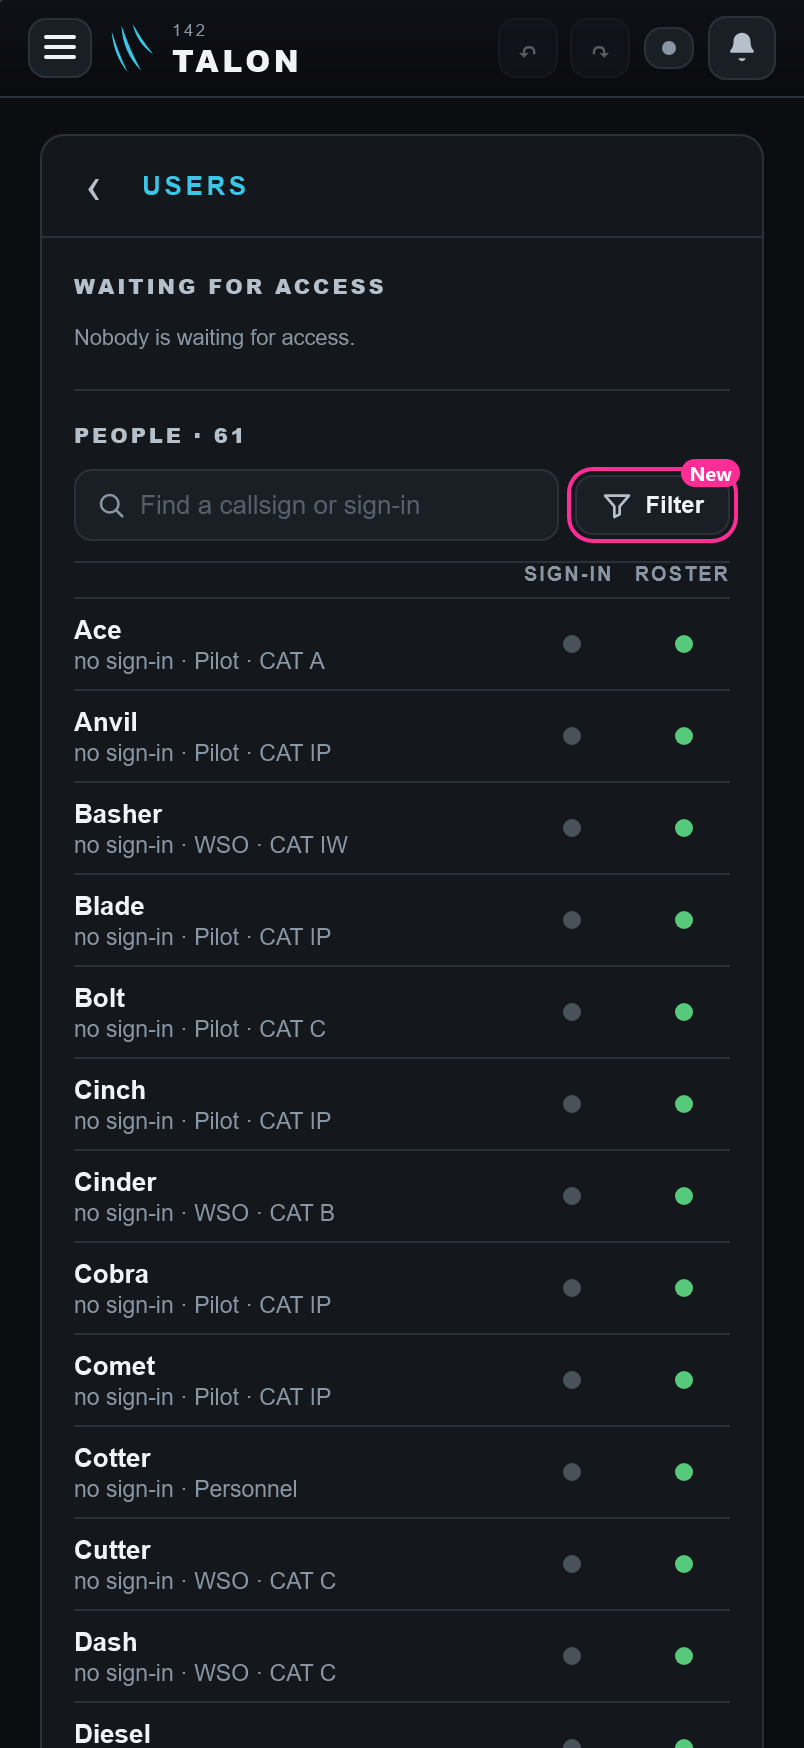 142
TALON
USERS
WAITING FOR ACCESS
Nobody is waiting for access.
PEOPLE · 61
Find a callsign or sign-in
Filter
New
SIGN-IN ROSTER
Ace
no sign-in · Pilot · CAT A
Anvil
no sign-in · Pilot · CAT IP
Basher
no sign-in · WSO · CAT IW
Blade
no sign-in · Pilot · CAT IP
Bolt
no sign-in · Pilot · CAT C
Cinch
no sign-in · Pilot · CAT IP
Cinder
no sign-in · WSO · CAT B
Cobra
no sign-in · Pilot · CAT IP
Comet
no sign-in · Pilot · CAT IP
Cotter
no sign-in · Personnel
Cutter
no sign-in · WSO · CAT C
Dash
no sign-in · WSO · CAT C
Diesel